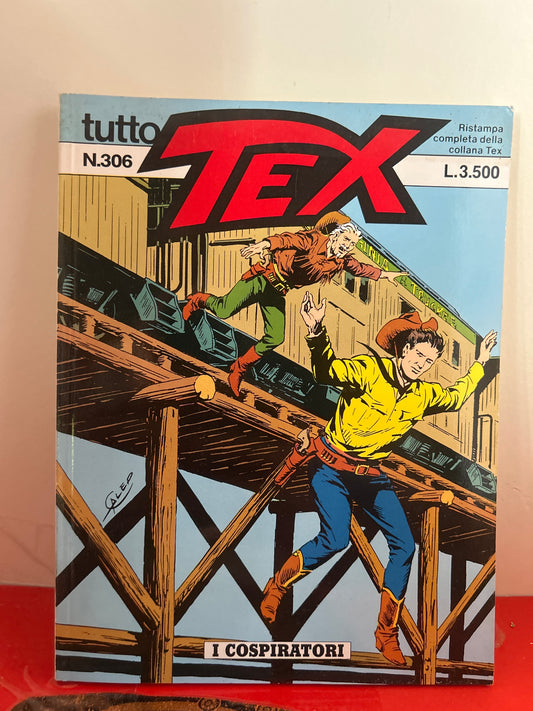 tutto
TEX
N.306
Ristampa
completa della
collana Tex
L.3.500
GALEP
I COSPIRATORI